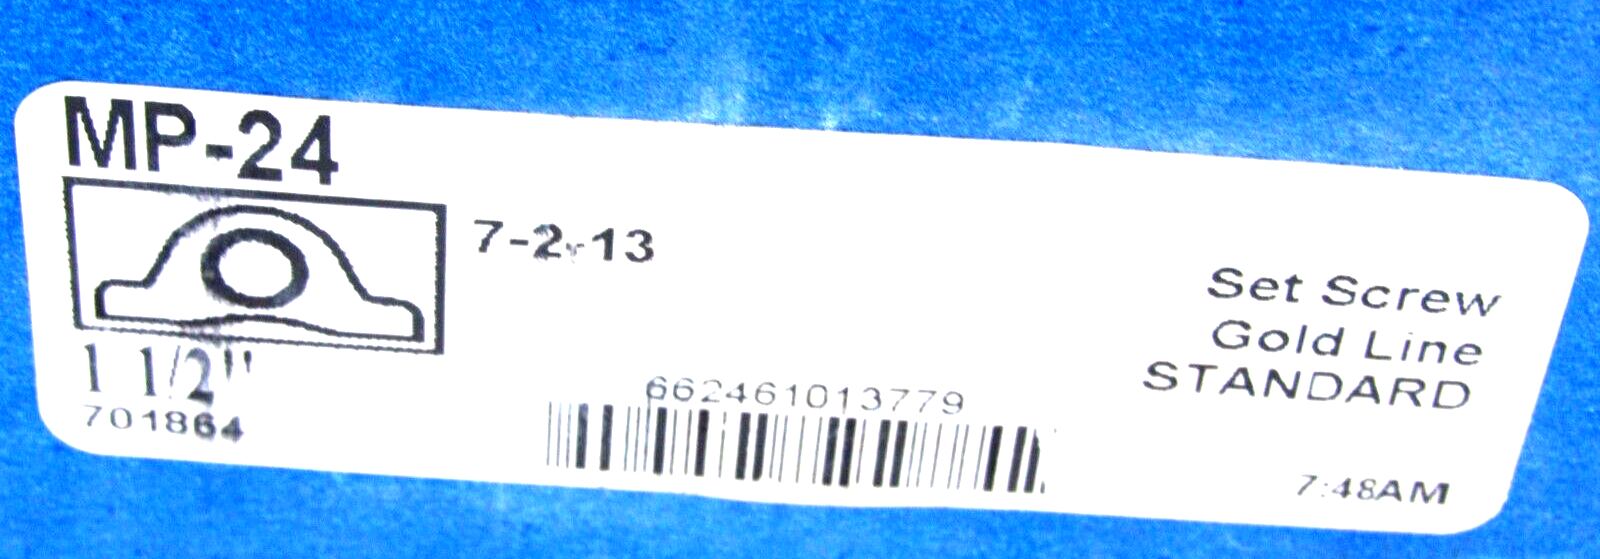 MP-24
7-2-13
Set Screw
Gold Line
STANDARD
1 1/2"
701864
662461013779
7:48AM